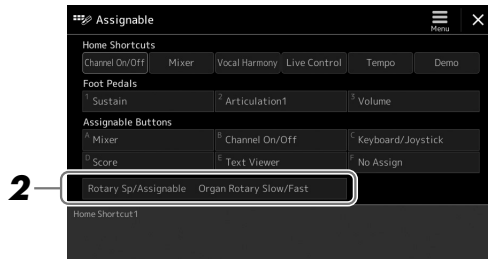 Assignable
Menu
Home Shortcuts
Channel On/Off Mixer Vocal Harmony Live Control Tempo Demo
Foot Pedals
1 Sustain 2 Articulation1 3 Volume
Assignable Buttons
A Mixer B Channel On/Off C Keyboard/Joystick
D Score E Text Viewer F No Assign
2 Rotary Sp/Assignable Organ Rotary Slow/Fast
Home Shortcut1